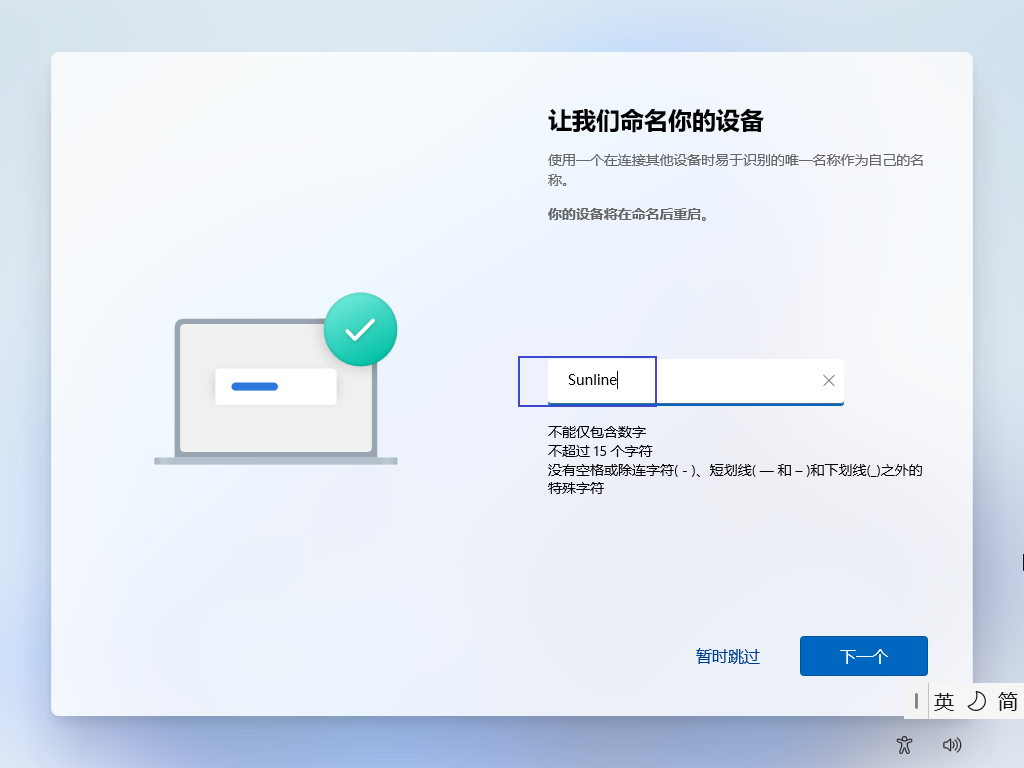 让我们命名你的设备
使用一个在连接其他设备时易于识别的唯一名称作为自己的名
称。
你的设备将在命名后重启。
Sunline
不能仅包含数字
不超过 15 个字符
没有空格或除连字符( - )、短划线( — 和 – )和下划线(_)之外的
特殊字符
暂时跳过
下一个
英 简